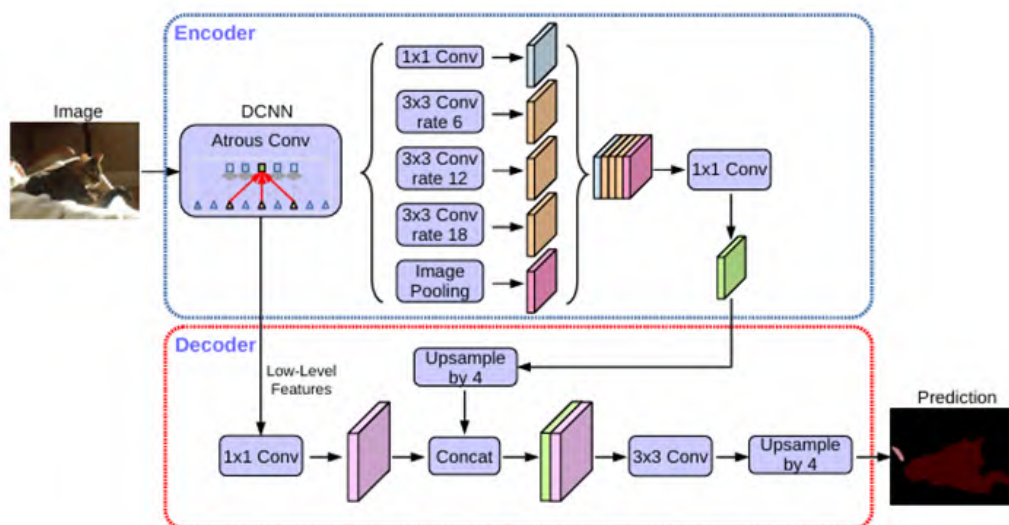 Encoder
Image
DCNN
Atrous Conv
1x1 Conv
3x3 Conv
rate 6
3x3 Conv
rate 12
3x3 Conv
rate 18
Image
Pooling
1x1 Conv
Decoder
Low-Level
Features
Upsample
by 4
1x1 Conv
Concat
3x3 Conv
Upsample
by 4
Prediction